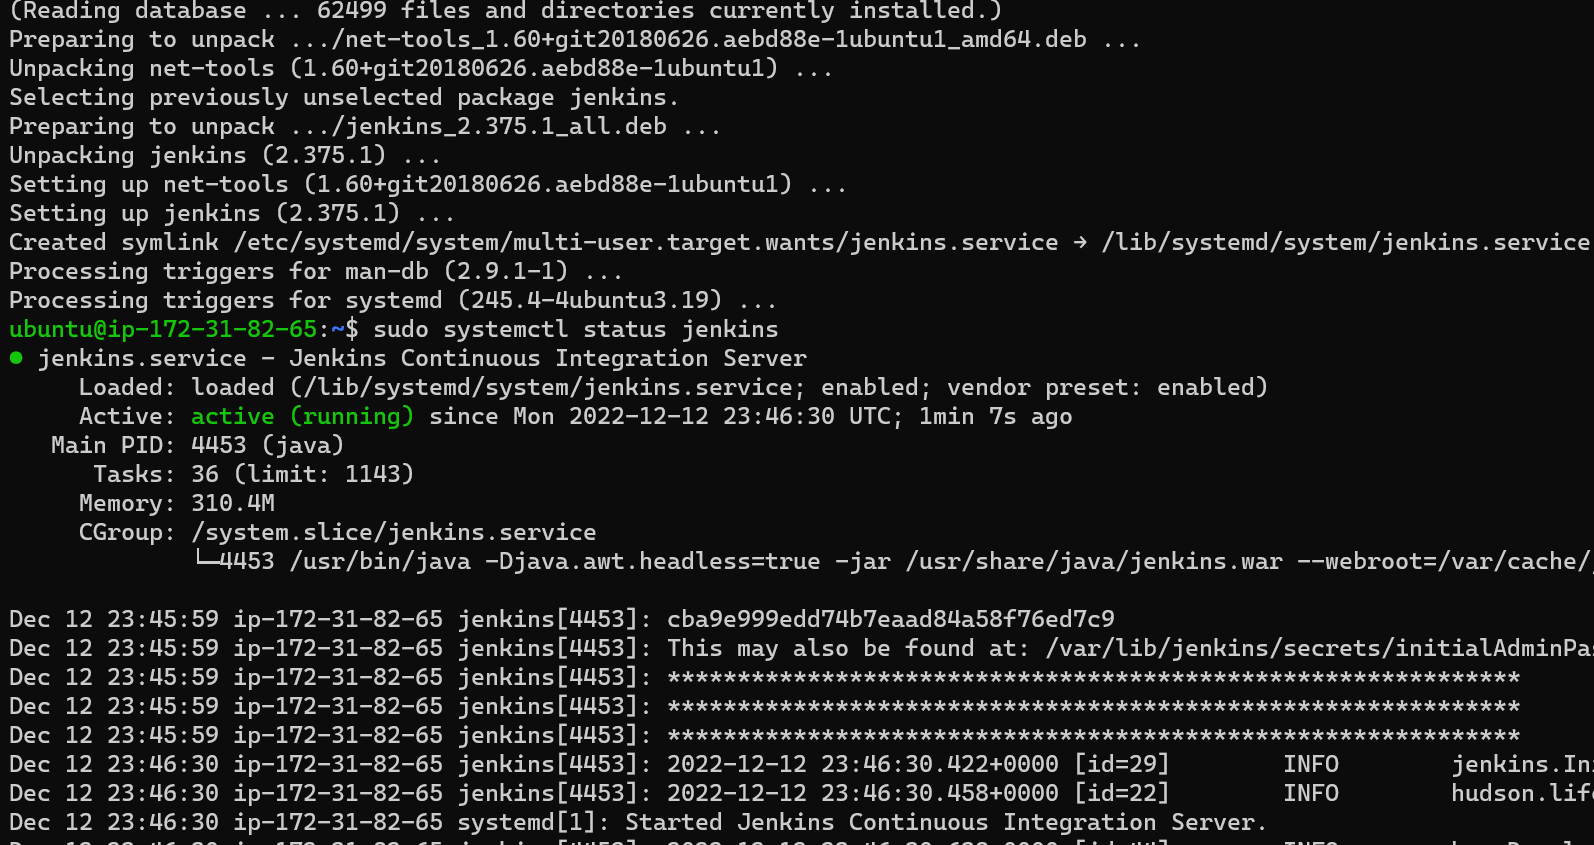 (Reading database ... 62499 files and directories currently installed.)
Preparing to unpack .../net-tools_1.60+git20180626.aebd88e-1ubuntu1_amd64.deb ...
Unpacking net-tools (1.60+git20180626.aebd88e-1ubuntu1) ...
Selecting previously unselected package jenkins.
Preparing to unpack .../jenkins_2.375.1_all.deb ...
Unpacking jenkins (2.375.1) ...
Setting up net-tools (1.60+git20180626.aebd88e-1ubuntu1) ...
Setting up jenkins (2.375.1) ...
Created symlink /etc/systemd/system/multi-user.target.wants/jenkins.service → /lib/systemd/system/jenkins.service
Processing triggers for man-db (2.9.1-1) ...
Processing triggers for systemd (245.4-4ubuntu3.19) ...
ubuntu@ip-172-31-82-65:~$ sudo systemctl status jenkins
● jenkins.service - Jenkins Continuous Integration Server
     Loaded: loaded (/lib/systemd/system/jenkins.service; enabled; vendor preset: enabled)
     Active: active (running) since Mon 2022-12-12 23:46:30 UTC; 1min 7s ago
   Main PID: 4453 (java)
      Tasks: 36 (limit: 1143)
     Memory: 310.4M
     CGroup: /system.slice/jenkins.service
             └─4453 /usr/bin/java -Djava.awt.headless=true -jar /usr/share/java/jenkins.war --webroot=/var/cache/
Dec 12 23:45:59 ip-172-31-82-65 jenkins[4453]: cba9e999edd74b7eaad84a58f76ed7c9
Dec 12 23:45:59 ip-172-31-82-65 jenkins[4453]: This may also be found at: /var/lib/jenkins/secrets/initialAdminPas
Dec 12 23:45:59 ip-172-31-82-65 jenkins[4453]: *************************************************************
Dec 12 23:45:59 ip-172-31-82-65 jenkins[4453]: *************************************************************
Dec 12 23:45:59 ip-172-31-82-65 jenkins[4453]: *************************************************************
Dec 12 23:46:30 ip-172-31-82-65 jenkins[4453]: 2022-12-12 23:46:30.422+0000 [id=29]        INFO        jenkins.Ini
Dec 12 23:46:30 ip-172-31-82-65 jenkins[4453]: 2022-12-12 23:46:30.458+0000 [id=22]        INFO        hudson.life
Dec 12 23:46:30 ip-172-31-82-65 systemd[1]: Started Jenkins Continuous Integration Server.